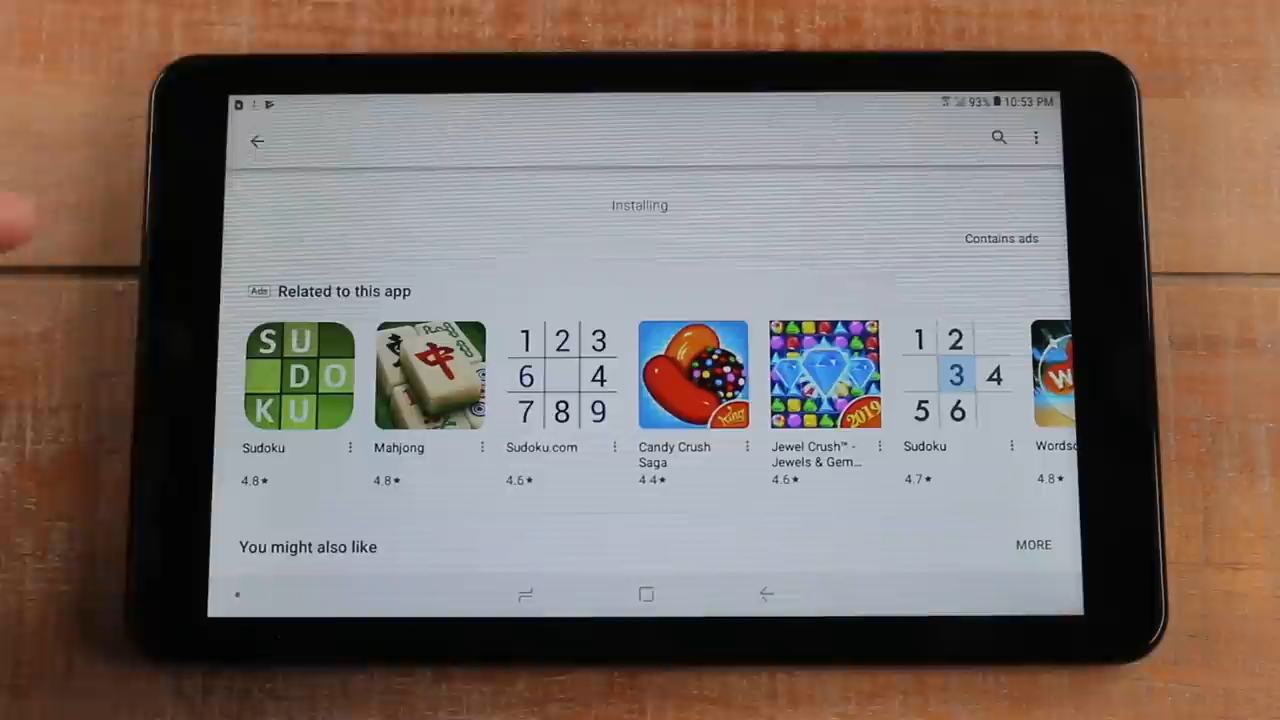 93% 10:53 PM
Installing
Contains ads
Ads Related to this app
S U
D O
K U
中
1 2 3
6 4
7 8 9
King
2019
1 2
3 4
5 6
W
Sudoku
Mahjong
Sudoku.com
Candy Crush
Saga
Jewel Crush™ -
Jewels & Gem...
Sudoku
Wordsc
4.8★
4.8★
4.6★
4.4★
4.6★
4.7★
4.8★
You might also like
MORE